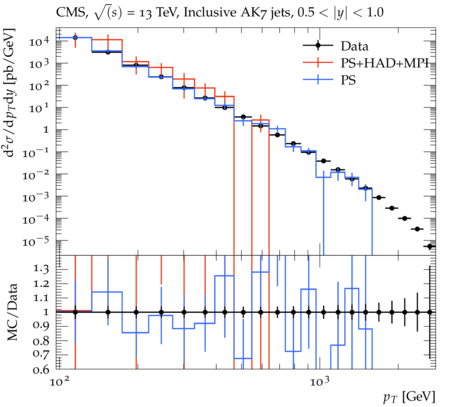 CMS, √(s) = 13 TeV, Inclusive AK7 jets, 0.5 < |y| < 1.0
d²σ/dp_T dy [pb/GeV]
10⁴
10³
10²
10¹
1
10⁻¹
10⁻²
10⁻³
10⁻⁴
10⁻⁵
Data
PS+HAD+MPI
PS
MC/Data
1.3
1.2
1.1
1
0.9
0.8
0.7
0.6
10²
10³
p_T [GeV]